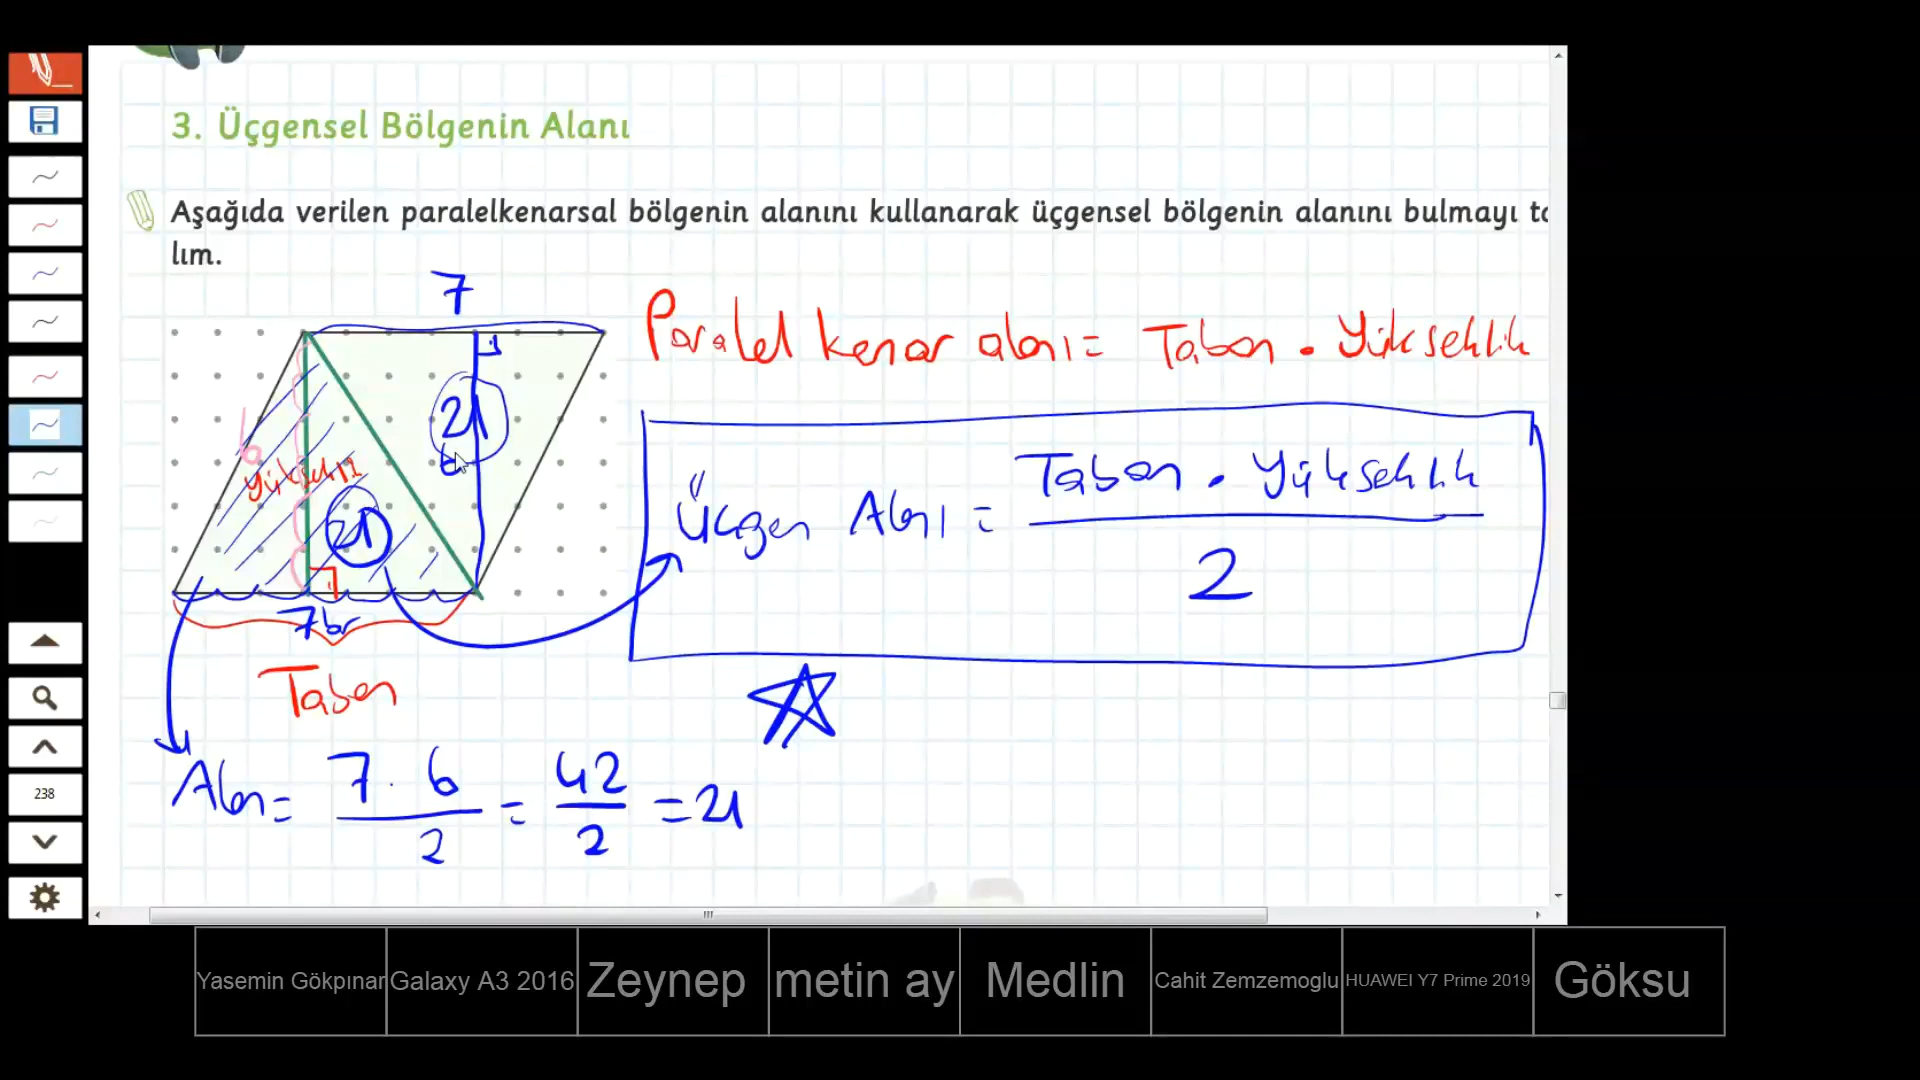 3. Üçgensel Bölgenin Alanı
Aşağıda verilen paralelkenarsal bölgenin alanını kullanarak üçgensel bölgenin alanını bulmayı
lım.
7
Paralel kenar alanı = Taban . Yükseklik
21
6
6
21
Üçgen Alanı = Taban . Yükseklik
2
7br
Taban
Alan = 7 . 6 = 42 = 21
2 2
238
Yasemin Gökpınar Galaxy A3 2016 Zeynep metin ay Medlin Cahit Zemzemoglu HUAWEI Y7 Prime 2019 Göksu